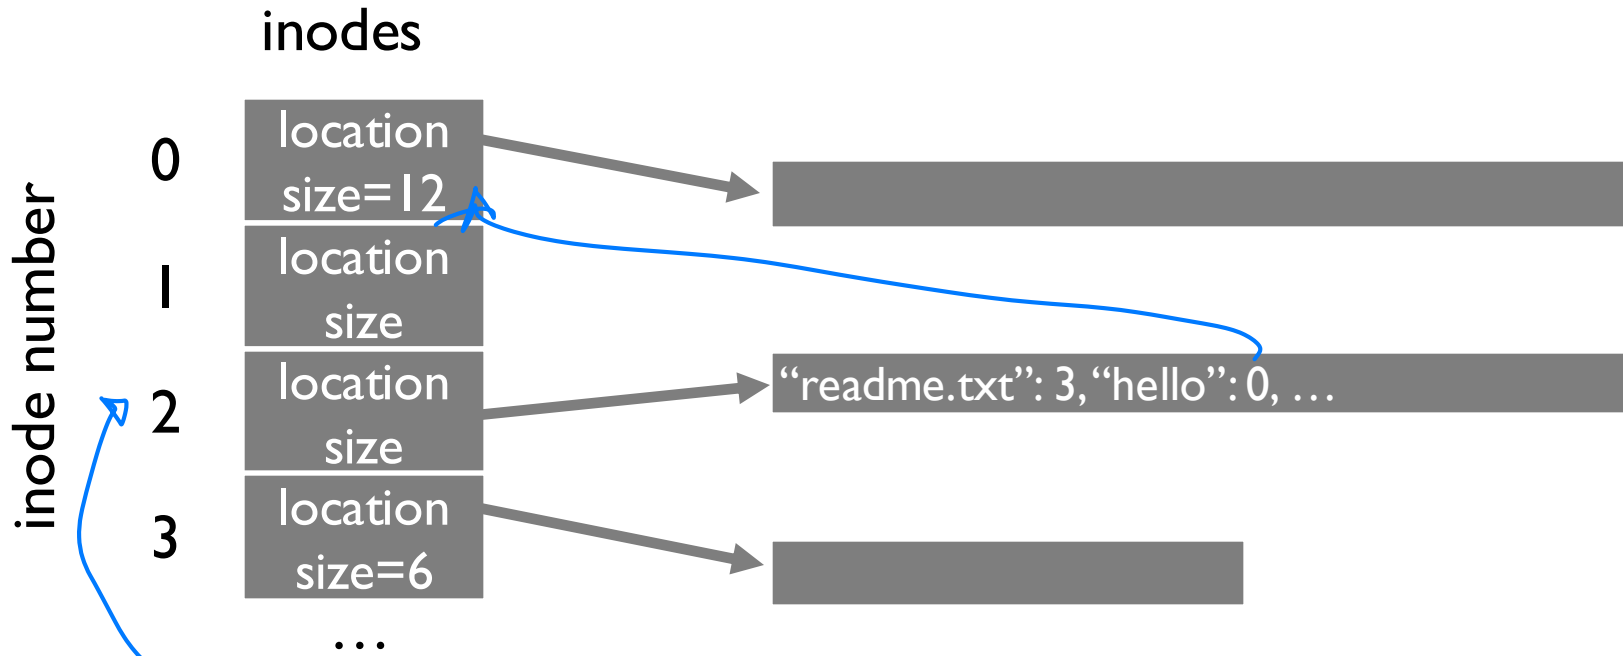 inodes
inode number
0
location
size=12
1
location
size
2
location
size
“readme.txt”: 3, “hello”: 0, …
3
location
size=6
…